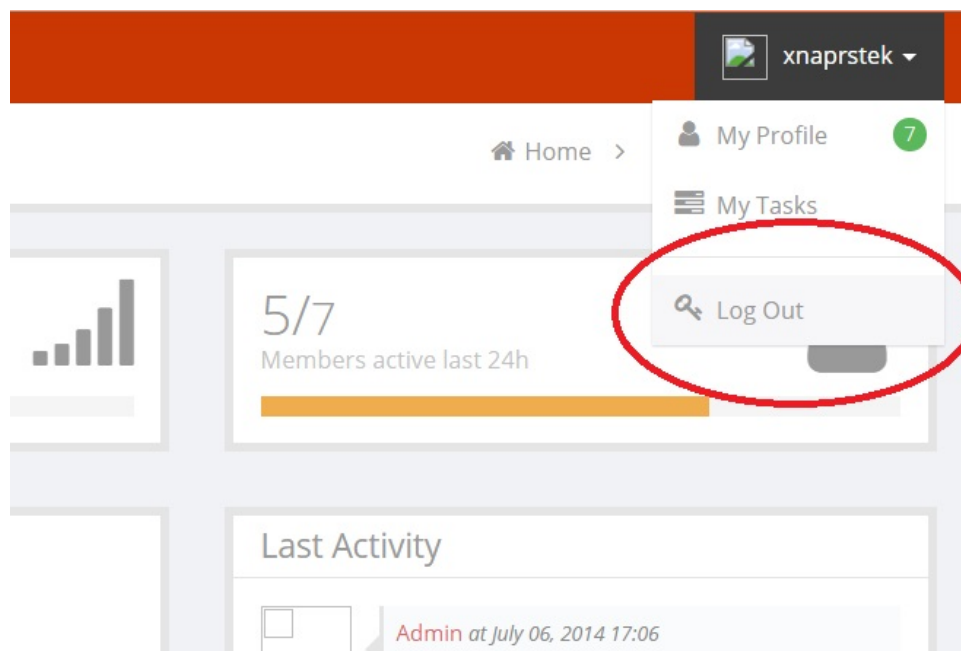 xnaprstek
Home
My Profile 7
My Tasks
Log Out
5/7
Members active last 24h
Last Activity
Admin at July 06, 2014 17:06